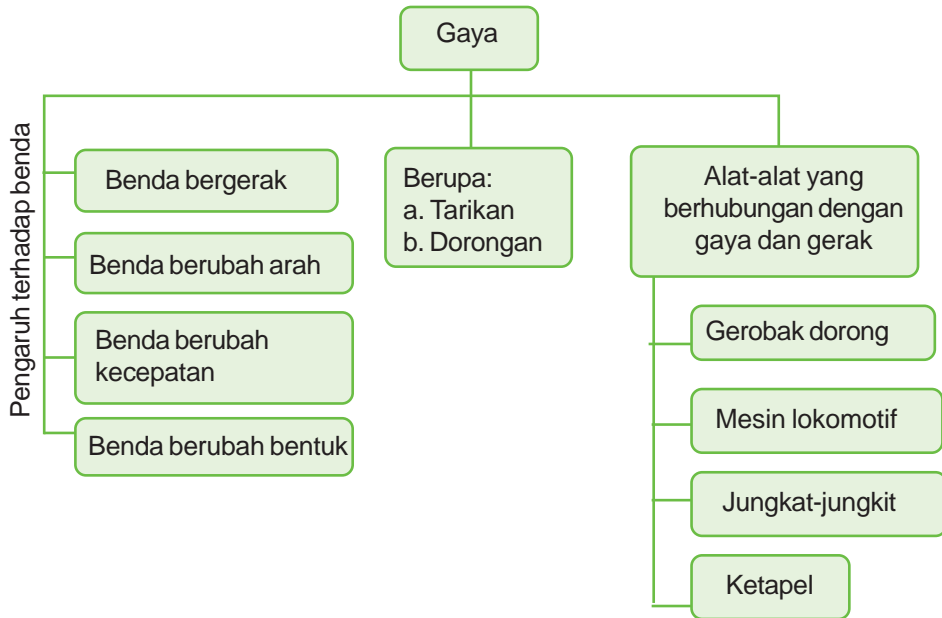 Gaya
Pengaruh terhadap benda
Benda bergerak
Benda berubah arah
Benda berubah
kecepatan
Benda berubah bentuk
Berupa:
a. Tarikan
b. Dorongan
Alat-alat yang
berhubungan dengan
gaya dan gerak
Gerobak dorong
Mesin lokomotif
Jungkat-jungkit
Ketapel